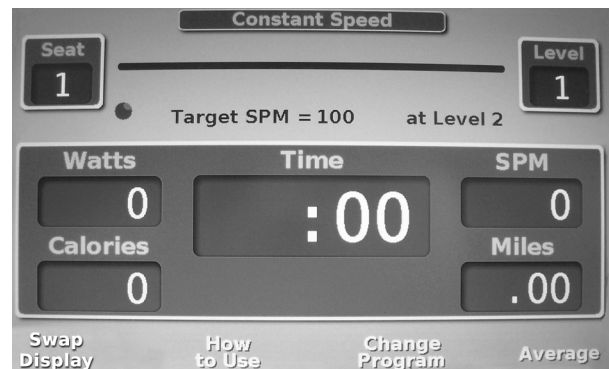 Constant Speed
Seat
1
Level
1
Target SPM = 100 at Level 2
Watts
0
Time
:00
SPM
0
Calories
0
Miles
.00
Swap
Display
How
to Use
Change
Program
Average